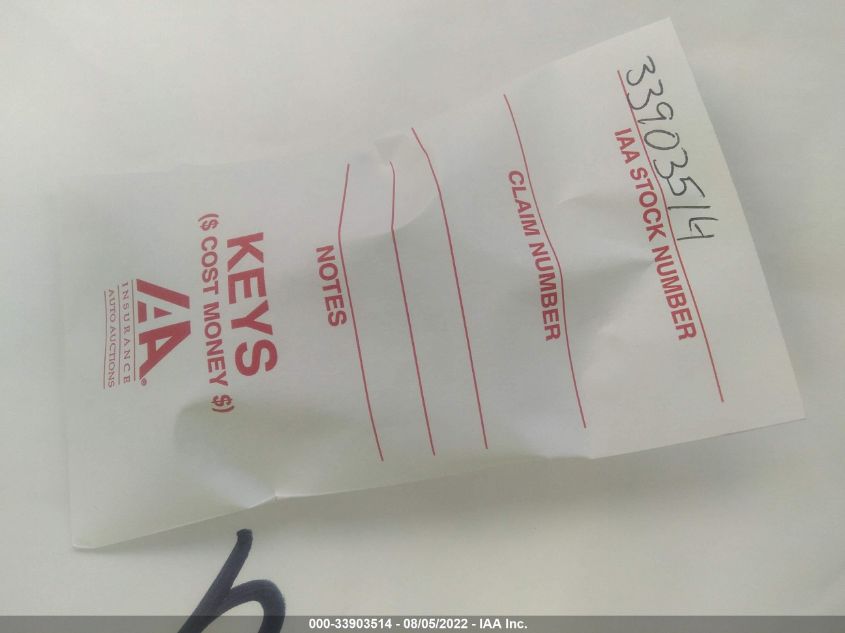 33903514
IAA STOCK NUMBER
CLAIM NUMBER
NOTES
KEYS
($ COST MONEY $)
IAA®
INSURANCE
AUTO AUCTIONS
000-33903514 - 08/05/2022 - IAA Inc.